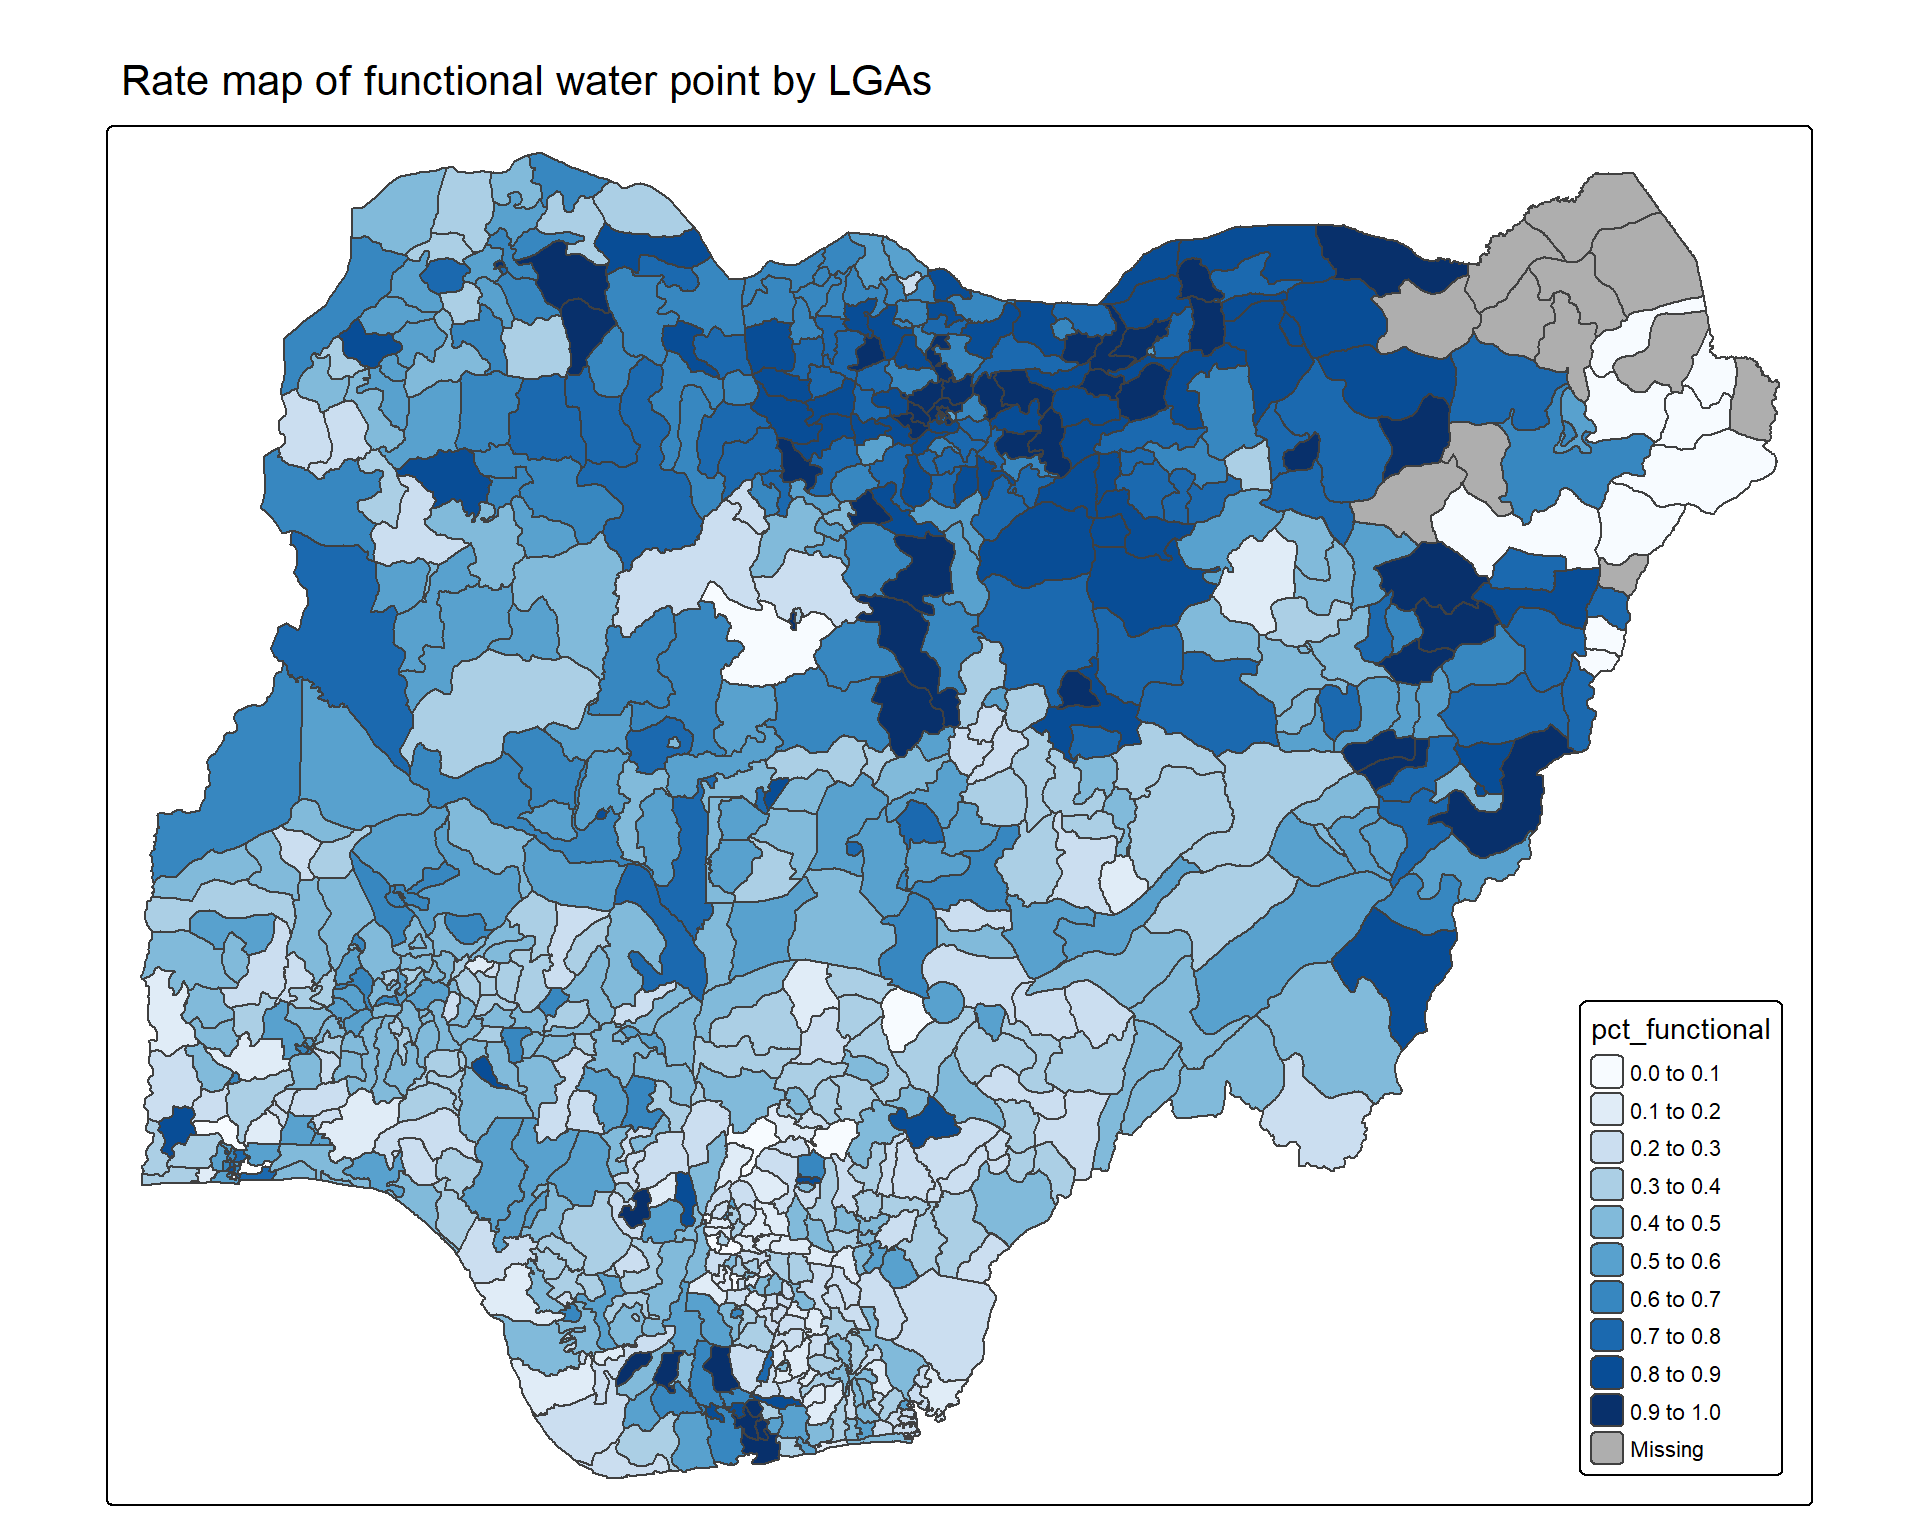 Rate map of functional water point by LGAs
pct_functional
0.0 to 0.1
0.1 to 0.2
0.2 to 0.3
0.3 to 0.4
0.4 to 0.5
0.5 to 0.6
0.6 to 0.7
0.7 to 0.8
0.8 to 0.9
0.9 to 1.0
Missing